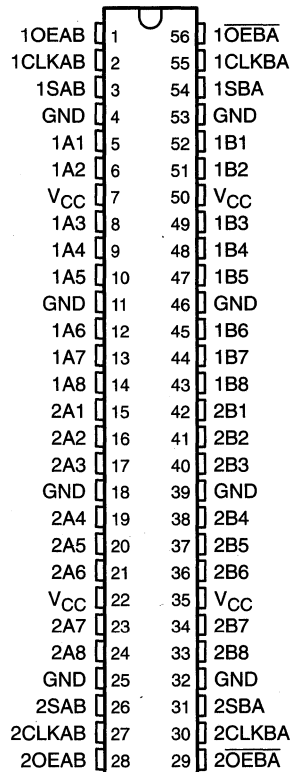 1OEAB 1 56 1O̅E̅B̅A̅
1CLKAB 2 55 1CLKBA
1SAB 3 54 1SBA
GND 4 53 GND
1A1 5 52 1B1
1A2 6 51 1B2
VCC 7 50 VCC
1A3 8 49 1B3
1A4 9 48 1B4
1A5 10 47 1B5
GND 11 46 GND
1A6 12 45 1B6
1A7 13 44 1B7
1A8 14 43 1B8
2A1 15 42 2B1
2A2 16 41 2B2
2A3 17 40 2B3
GND 18 39 GND
2A4 19 38 2B4
2A5 20 37 2B5
2A6 21 36 2B6
VCC 22 35 VCC
2A7 23 34 2B7
2A8 24 33 2B8
GND 25 32 GND
2SAB 26 31 2SBA
2CLKAB 27 30 2CLKBA
2OEAB 28 29 2O̅E̅B̅A̅